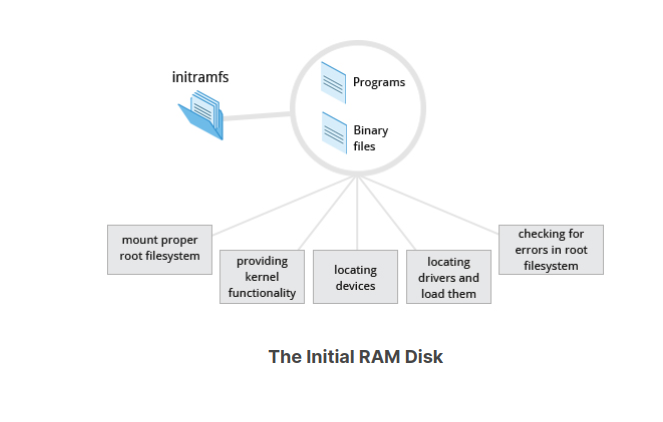 initramfs
Programs
Binary
files
mount proper
root filesystem
providing
kernel
functionality
locating
devices
locating
drivers and
load them
checking for
errors in root
filesystem
The Initial RAM Disk